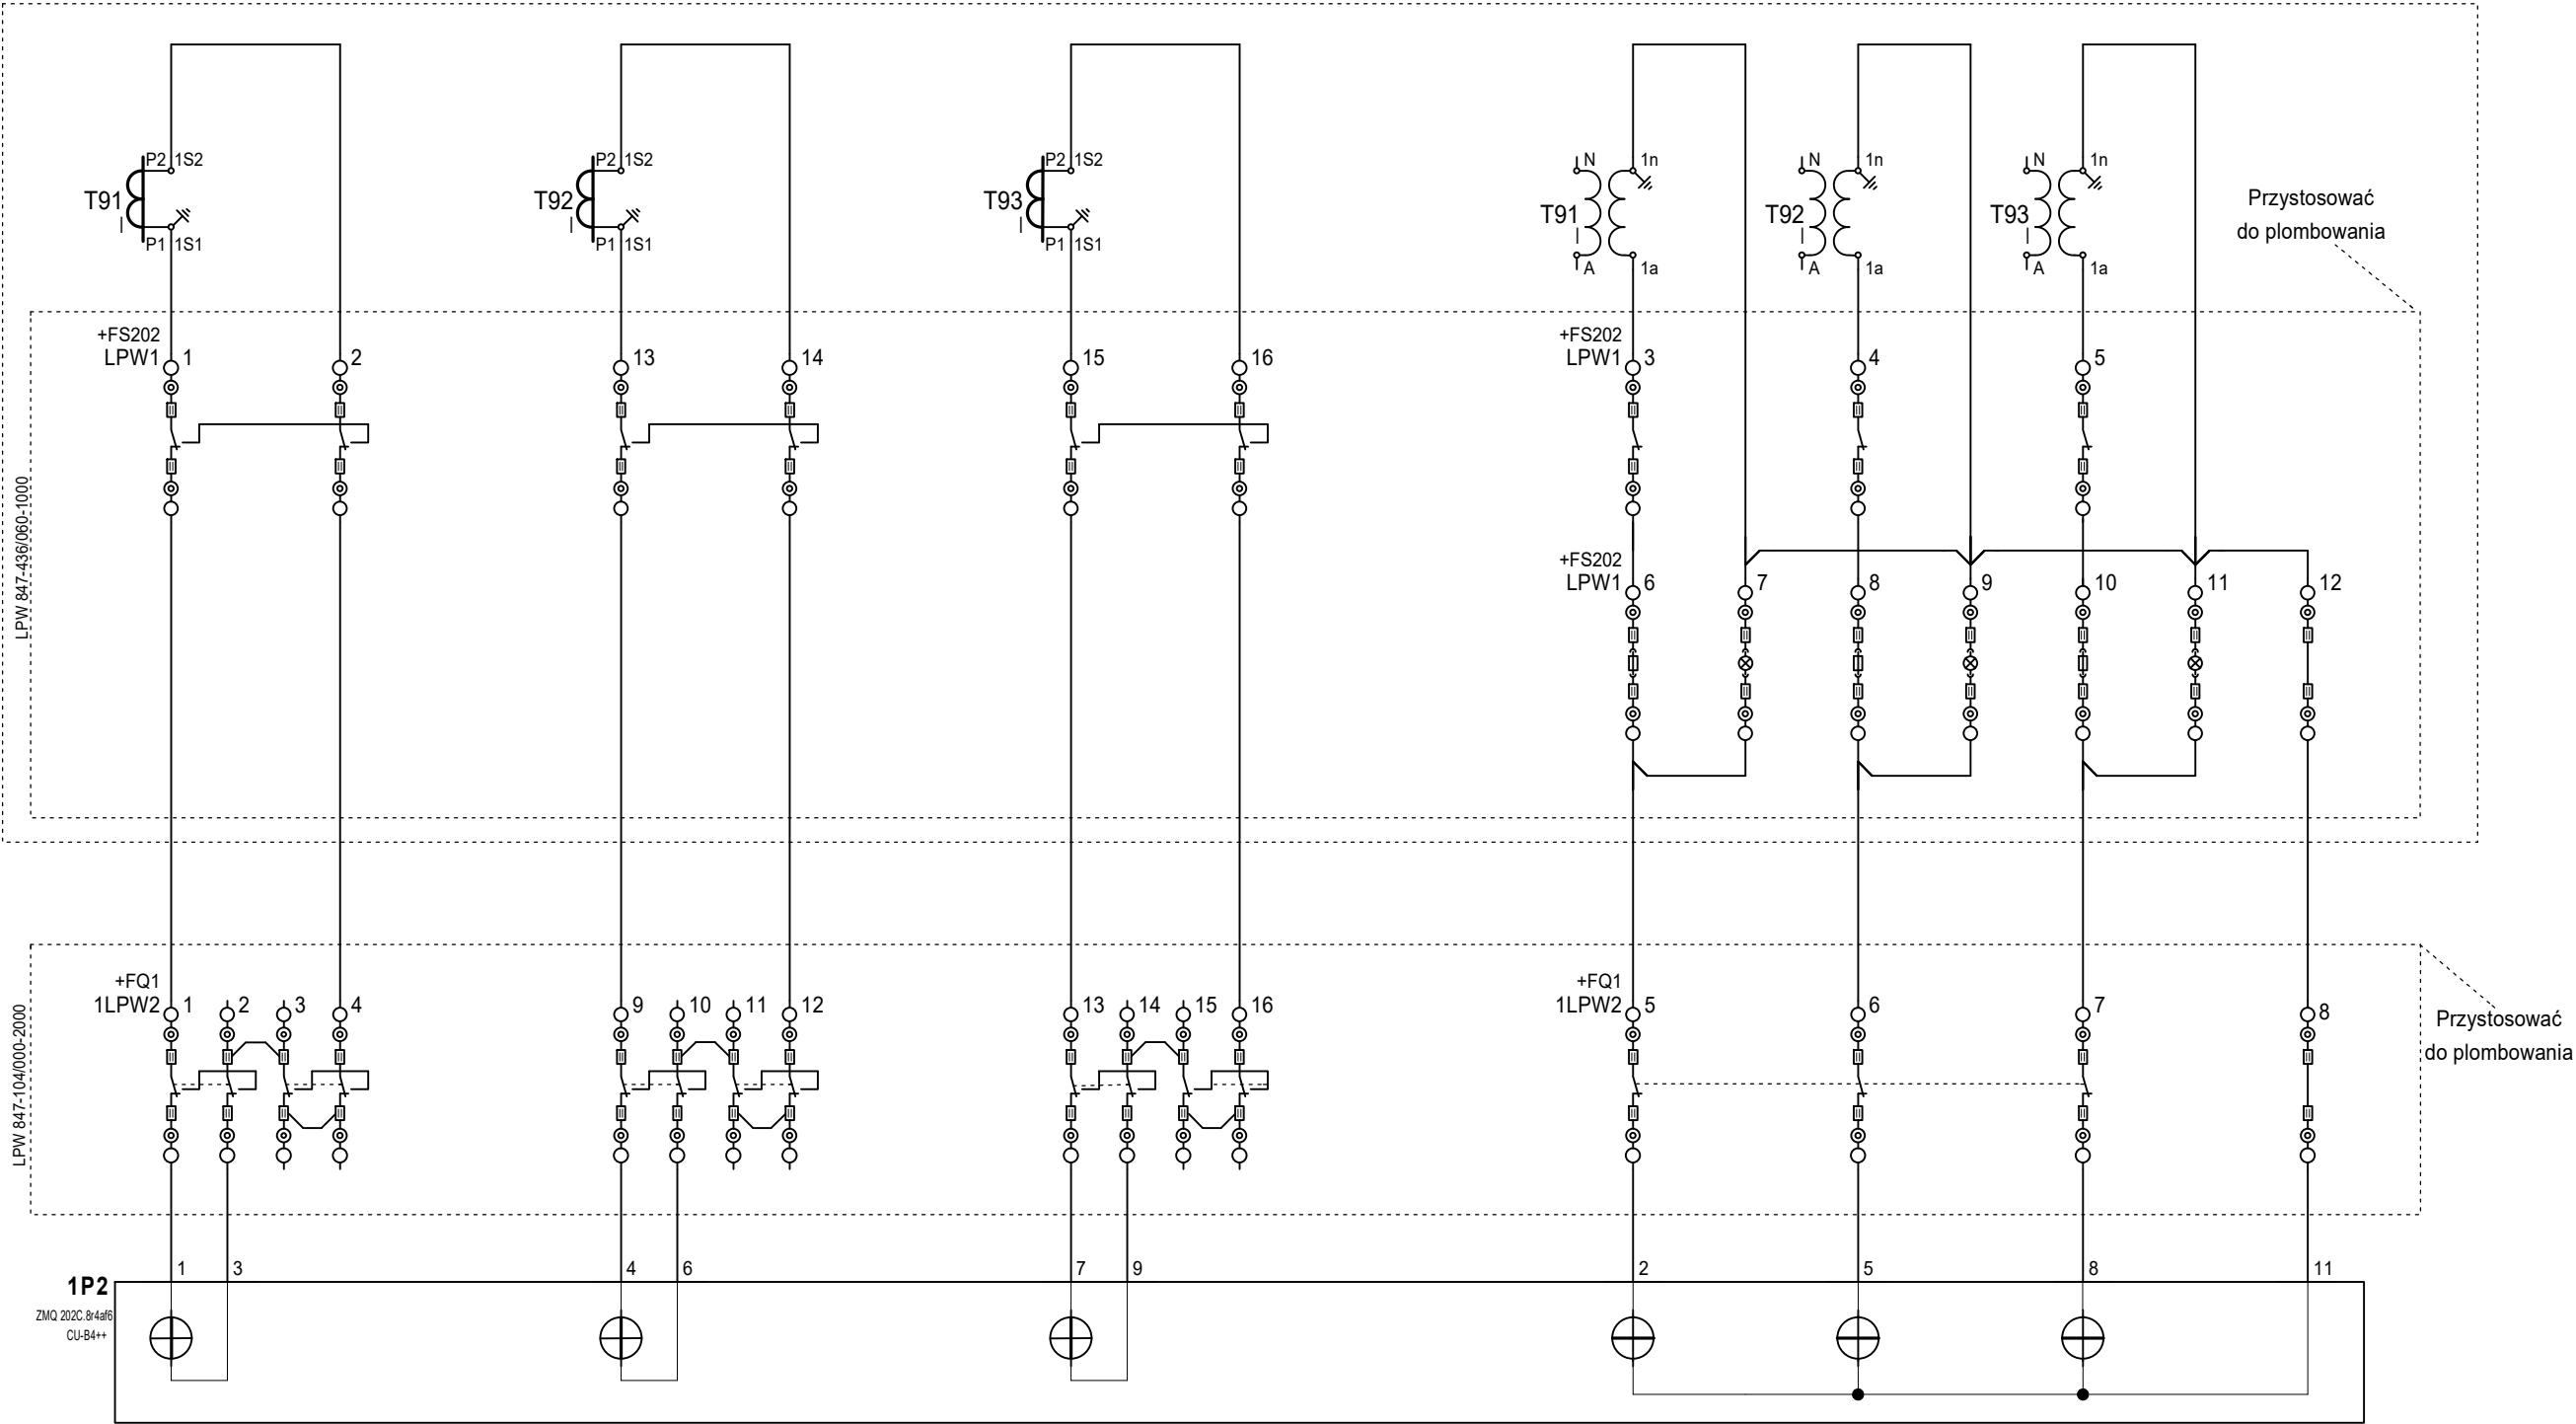 P2 1S2
P2 1S2
P2 1S2
N 1n
N 1n
N 1n
T91
T92
T93
T91
T92
T93
Przystosować
do plombowania
P1 1S1
P1 1S1
P1 1S1
A 1a
A 1a
A 1a
+FS202
LPW1 1 2 13 14 15 16
+FS202
LPW1 3 4 5
LPW 847-436/060-1000
+FS202
LPW1 6 7 8 9 10 11 12
+FQ1
1LPW2 1 2 3 4 9 10 11 12 13 14 15 16
+FQ1
1LPW2 5 6 7 8
Przystosować
do plombowania
LPW 847-104/000-2000
1 3 4 6 7 9 2 5 8 11
1P2
ZMQ 202C.8r4af6
CU-B4++